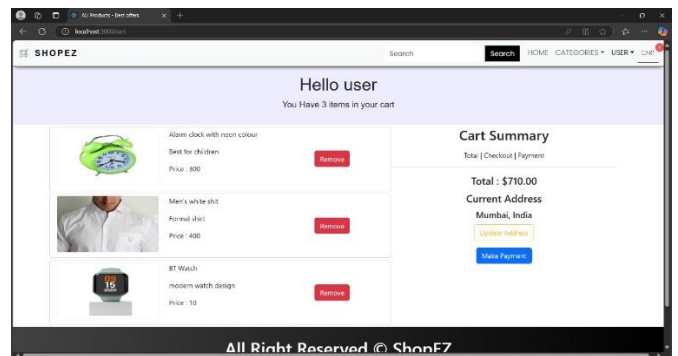 ALL Products - Best offers
localhost:3000/cart
SHOPEZ
Search
Search
HOME
CATEGORIES
USER
CART
Hello user
You Have 3 items in your cart
Alarm clock with neon colour
Best for children
Price : 300
Remove
Men's white shit
Formal shirt
Price : 400
Remove
BT Watch
modern watch design
Price : 10
Remove
Cart Summary
Total | Checkout | Payment
Total : $710.00
Current Address
Mumbai, India
Update Address
Make Payment
All Right Reserved © ShopEZ